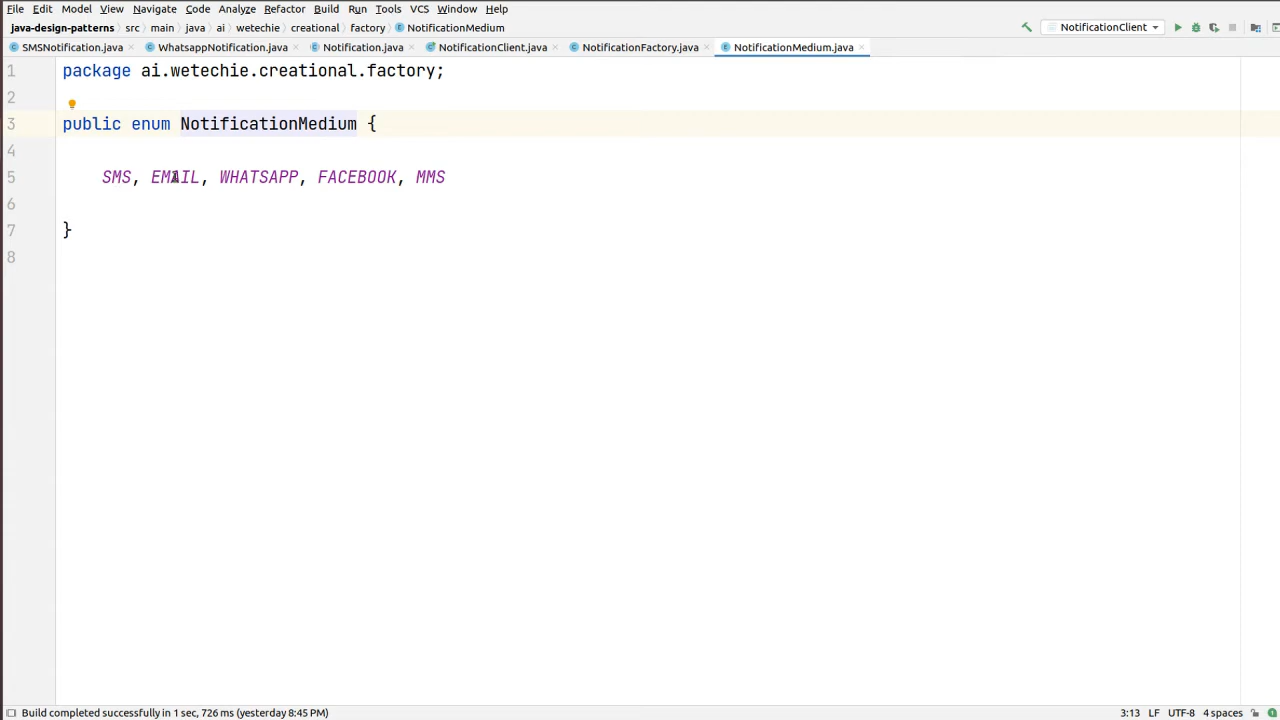 File Edit Model View Navigate Code Analyze Refactor Build Run Tools VCS Window Help
java-design-patterns src main java ai wetechie creational factory NotificationMedium NotificationClient
SMSNotification.java WhatsappNotification.java Notification.java NotificationClient.java NotificationFactory.java NotificationMedium.java
1 package ai.wetechie.creational.factory;
2
3 public enum NotificationMedium {
4
5 SMS, EMAIL, WHATSAPP, FACEBOOK, MMS
6
7 }
8
Build completed successfully in 1 sec, 726 ms (yesterday 8:45 PM) 3:13 LF UTF-8 4 spaces